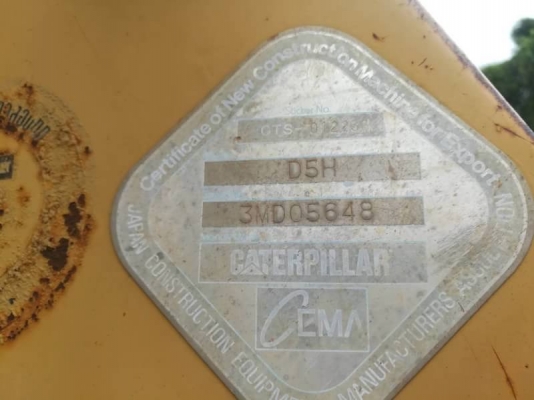 Certificate of New Construction Machine for Export
D5H
3MD05648
CATERPILLAR
CEMA
JAPAN CONSTRUCTION EQUIPMENT MANUFACTURERS ASSOCIATION